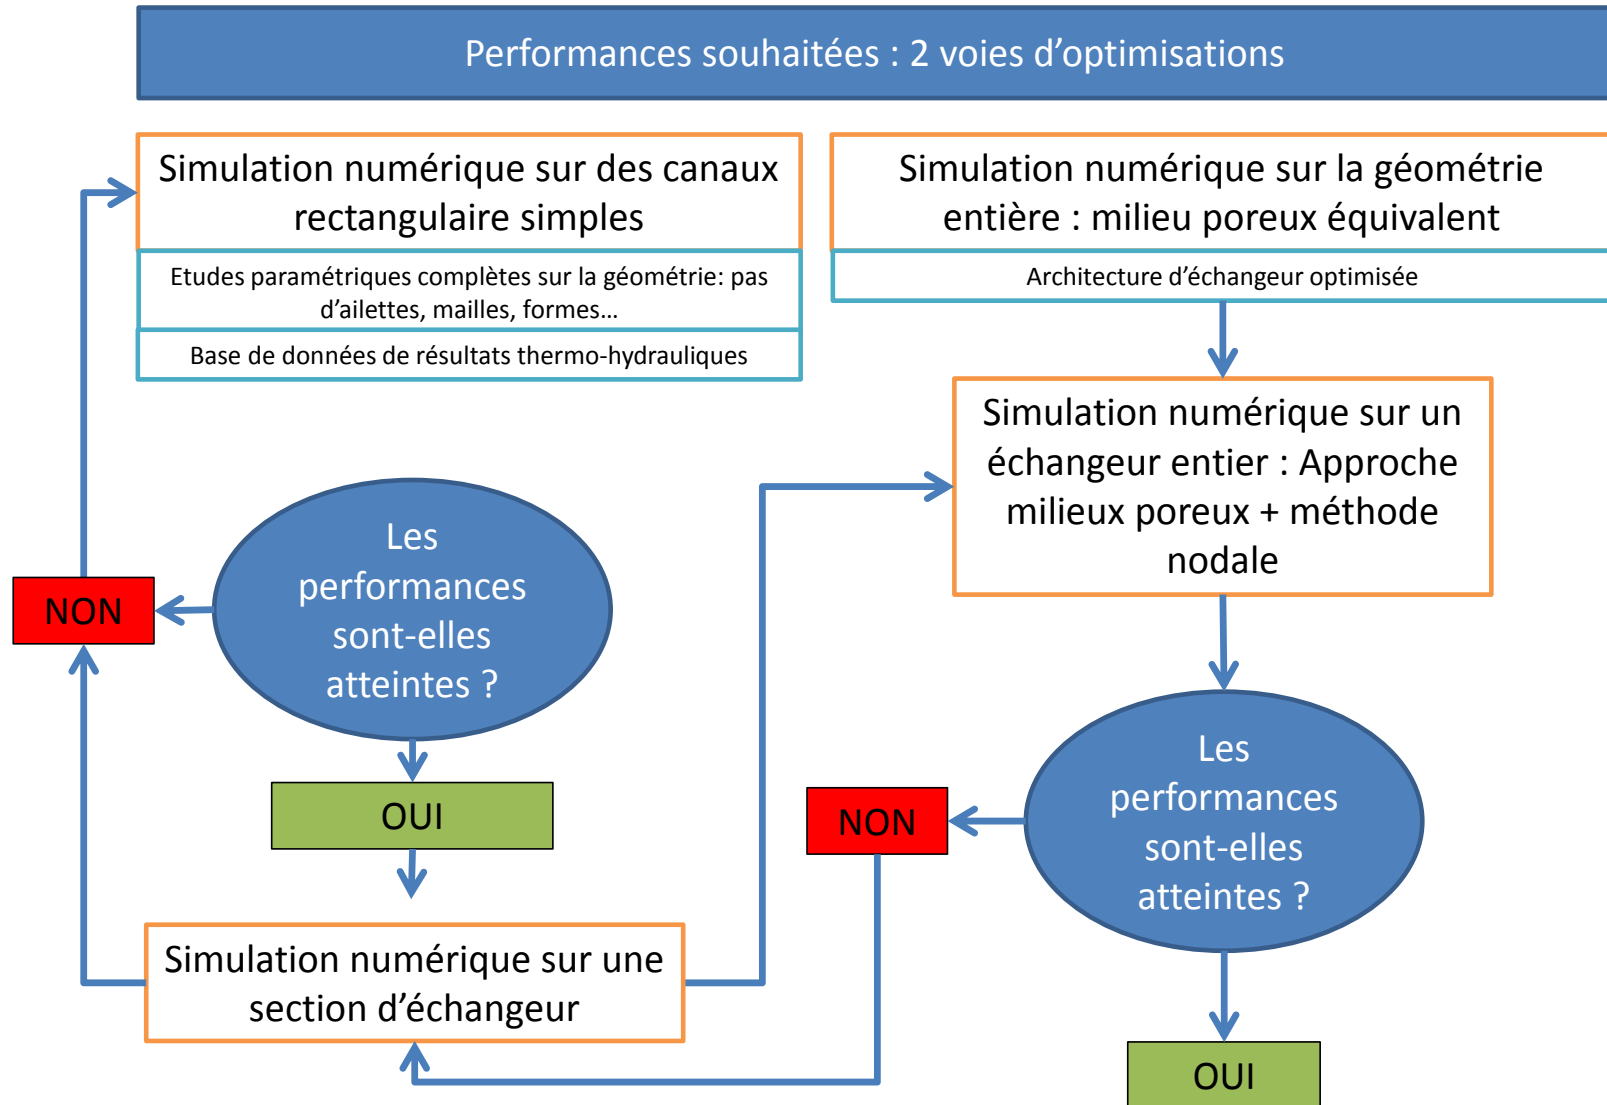 Performances souhaitées : 2 voies d’optimisations
Simulation numérique sur des canaux
rectangulaire simples
Etudes paramétriques complètes sur la géométrie: pas
d’ailettes, mailles, formes…
Base de données de résultats thermo-hydrauliques
Simulation numérique sur la géométrie
entière : milieu poreux équivalent
Architecture d’échangeur optimisée
Simulation numérique sur un
échangeur entier : Approche
milieux poreux + méthode
nodale
Les
performances
sont-elles
atteintes ?
NON
OUI
Simulation numérique sur une
section d’échangeur
Les
performances
sont-elles
atteintes ?
NON
OUI